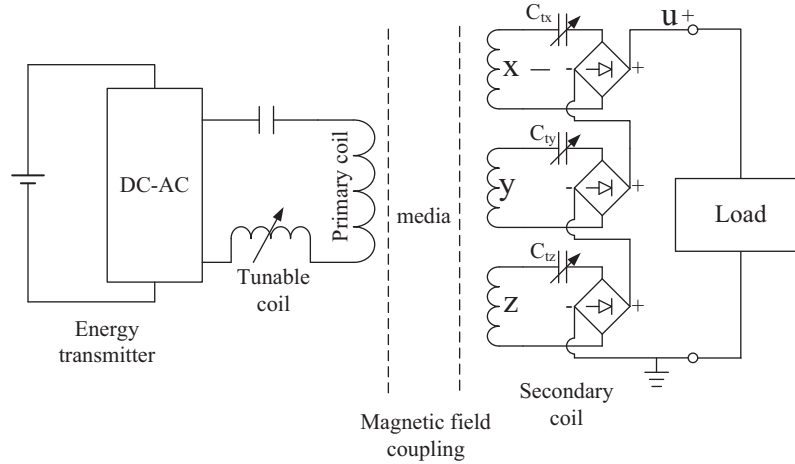 C_tx
u+
x
-
+
DC-AC
Primary coil
media
C_ty
y
-
+
Load
Tunable
coil
C_tz
z
-
+
Energy
transmitter
Secondary
coil
Magnetic field
coupling